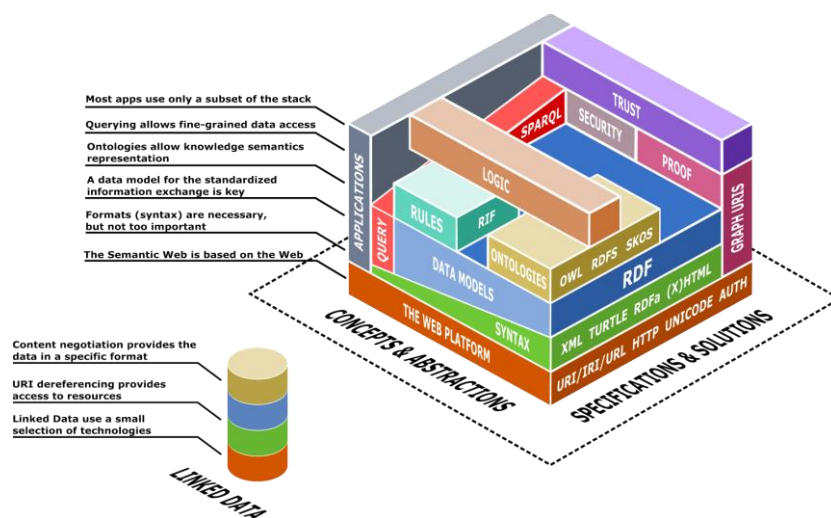 Most apps use only a subset of the stack
Querying allows fine-grained data access
Ontologies allow knowledge semantics
representation
A data model for the standardized
information exchange is key
Formats (syntax) are necessary,
but not too important
The Semantic Web is based on the Web
APPLICATIONS
QUERY
RULES
RIF
LOGIC
SPARQL
SECURITY
TRUST
PROOF
GRAPH URIS
DATA MODELS
ONTOLOGIES
OWL RDFS SKOS
RDF
SYNTAX
XML TURTLE RDFa (X)HTML
THE WEB PLATFORM
URI/IRI/URL HTTP UNICODE AUTH
CONCEPTS & ABSTRACTIONS
SPECIFICATIONS & SOLUTIONS
Content negotiation provides the
data in a specific format
URI dereferencing provides
access to resources
Linked Data use a small
selection of technologies
LINKED DATA